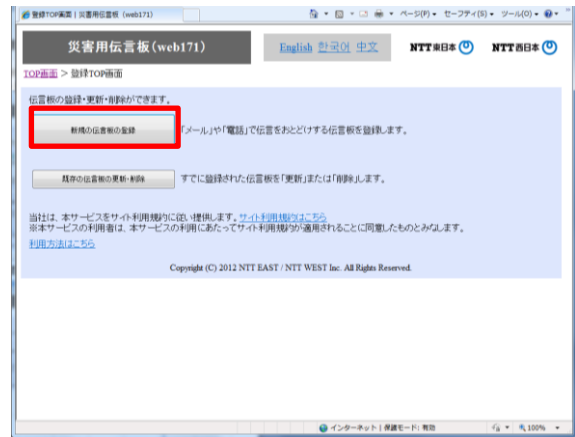 登録TOP画面 | 災害用伝言板 (web171)
ページ(P) セーフティ(S) ツール(O)
災害用伝言板(web171)
English 한국어 中文
NTT東日本 NTT西日本
TOP画面 > 登録TOP画面
伝言板の登録・更新・削除ができます。
新規の伝言板の登録 「メール」や「電話」で伝言をおとどけする伝言板を登録します。
既存の伝言板の更新・削除 すでに登録された伝言板を「更新」または「削除」します。
当社は、本サービスをサイト利用規約に従い提供します。サイト利用規約はこちら
※本サービスの利用者は、本サービスの利用にあたってサイト利用規約が適用されることに同意したものとみなします。
利用方法はこちら
Copyright (C) 2012 NTT EAST / NTT WEST Inc. All Rights Reserved.
インターネット | 保護モード: 有効 100%